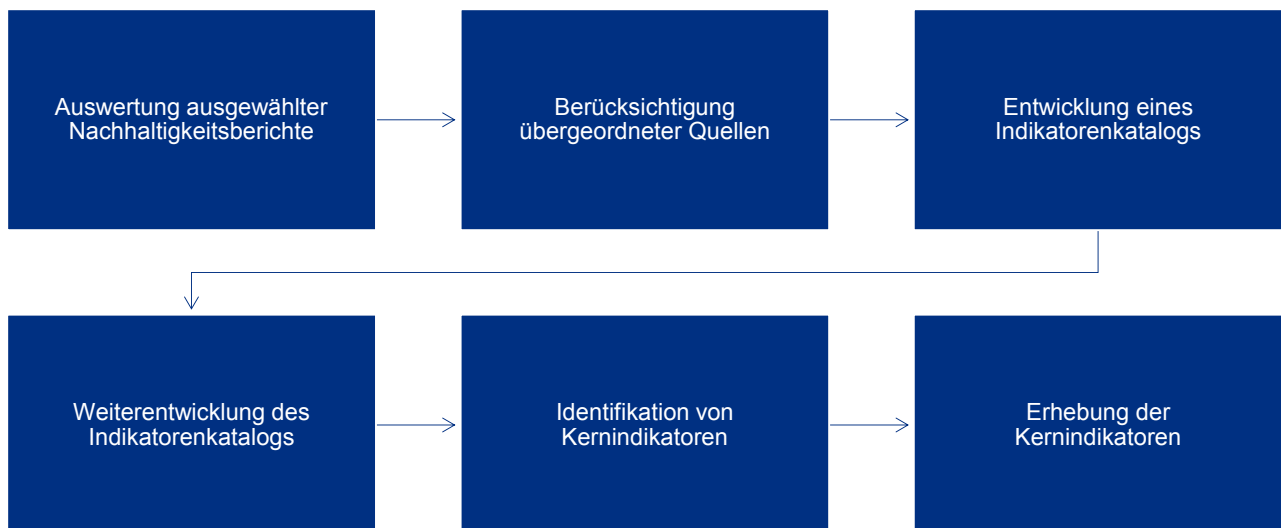 Auswertung ausgewählter
Nachhaltigkeitsberichte
Berücksichtigung
übergeordneter Quellen
Entwicklung eines
Indikatorenkatalogs
Weiterentwicklung des
Indikatorenkatalogs
Identifikation von
Kernindikatoren
Erhebung der
Kernindikatoren